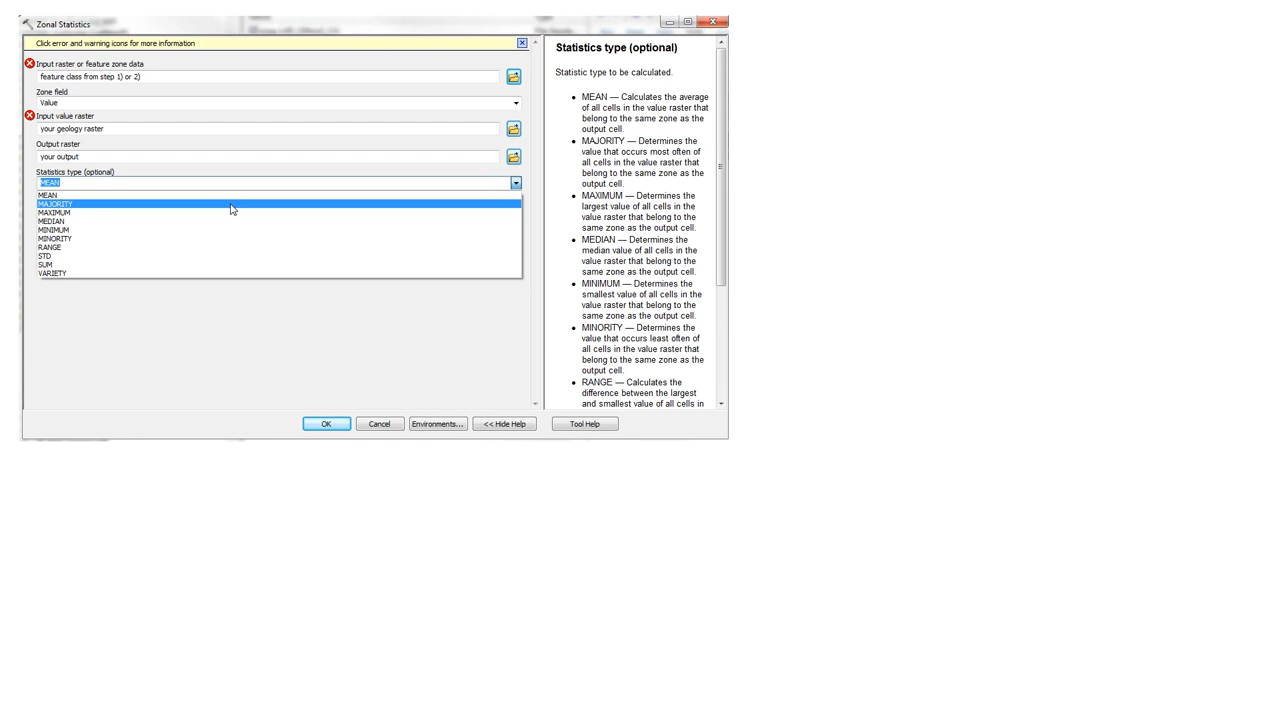 Zonal Statistics
Click error and warning icons for more information
Input raster or feature zone data
feature class from step 1) or 2)
Zone field
Value
Input value raster
your geology raster
Output raster
your output
Statistics type (optional)
MEAN
MEAN
MAJORITY
MAXIMUM
MEDIAN
MINIMUM
MINORITY
RANGE
STD
SUM
VARIETY
OK
Cancel
Environments...
<< Hide Help
Statistics type (optional)
Statistic type to be calculated.
• MEAN — Calculates the average
of all cells in the value raster that
belong to the same zone as the
output cell.
• MAJORITY — Determines the
value that occurs most often of
all cells in the value raster that
belong to the same zone as the
output cell.
• MAXIMUM — Determines the
largest value of all cells in the
value raster that belong to the
same zone as the output cell.
• MEDIAN — Determines the
median value of all cells in the
value raster that belong to the
same zone as the output cell.
• MINIMUM — Determines the
smallest value of all cells in the
value raster that belong to the
same zone as the output cell.
• MINORITY — Determines the
value that occurs least often of
all cells in the value raster that
belong to the same zone as the
output cell.
• RANGE — Calculates the
difference between the largest
and smallest value of all cells in
Tool Help